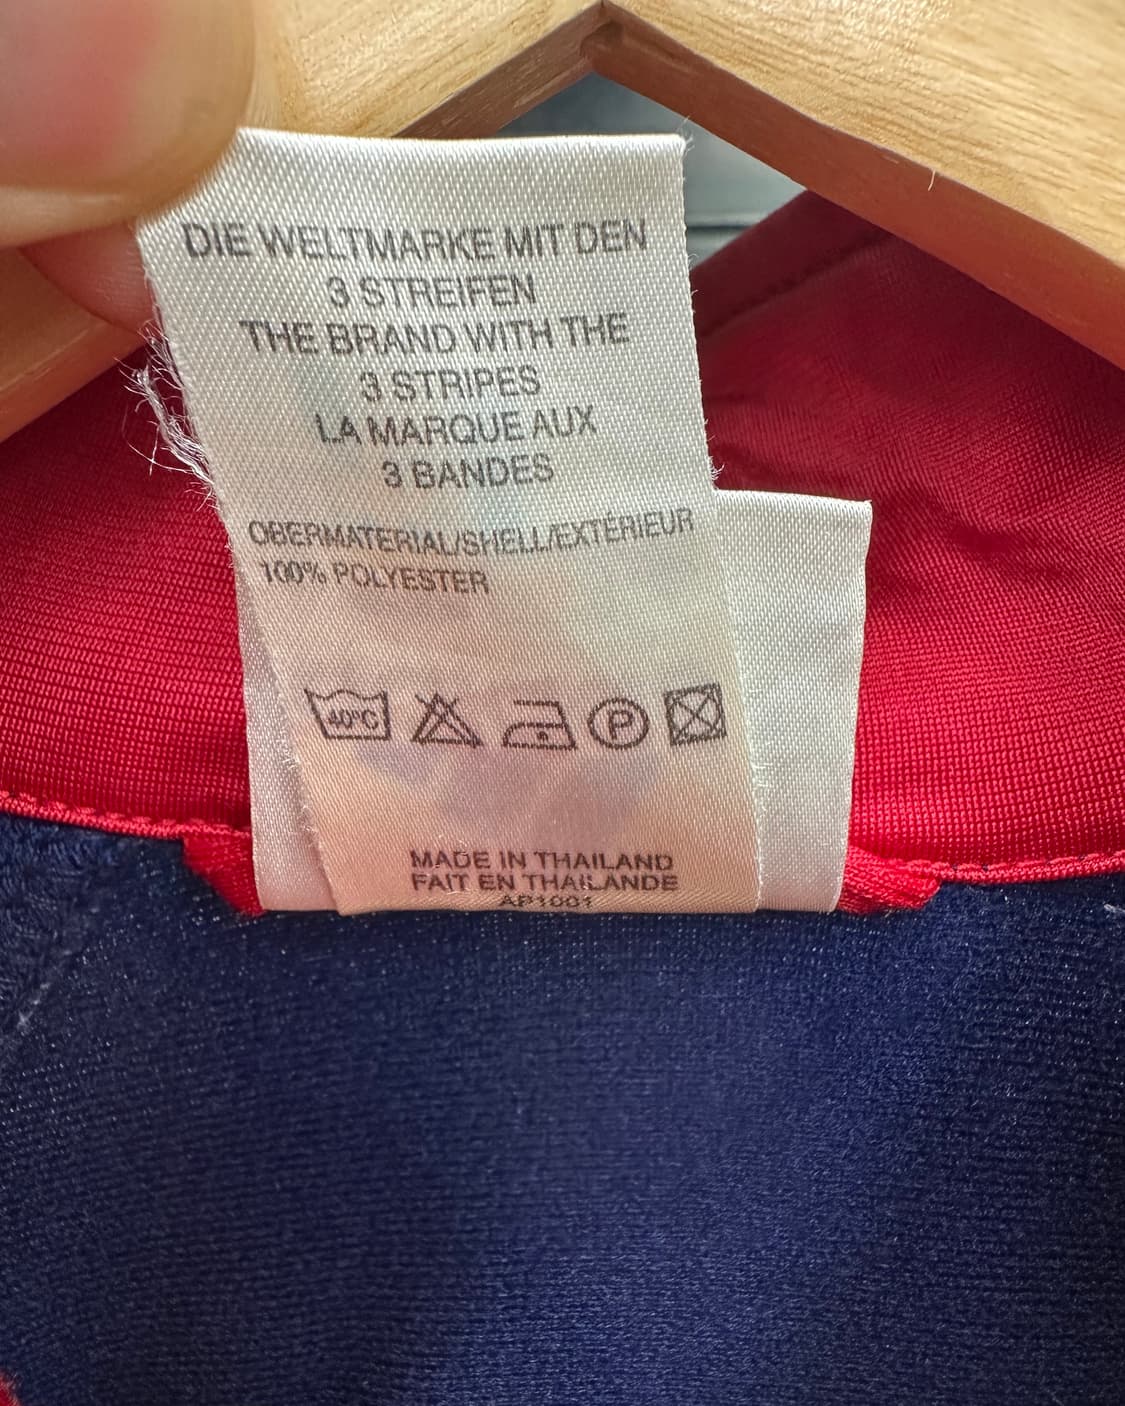 DIE WELTMARKE MIT DEN
3 STREIFEN
THE BRAND WITH THE
3 STRIPES
LA MARQUE AUX
3 BANDES
OBERMATERIAL/SHELL/EXTÉRIEUR
100% POLYESTER
40°C P
MADE IN THAILAND
FAIT EN THAILANDE
AP1001